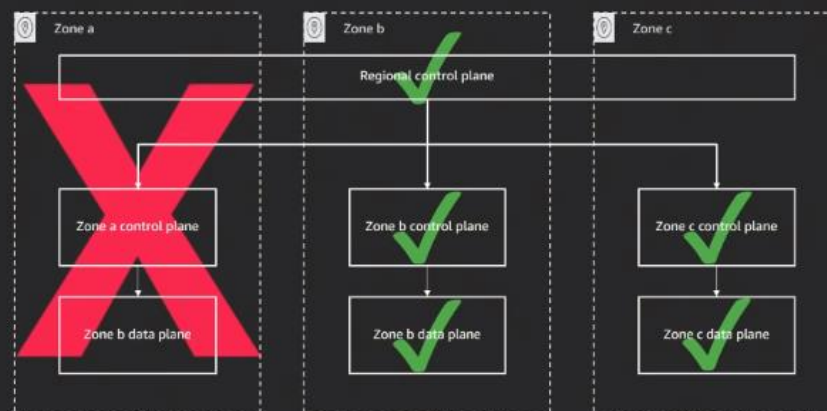 Zone a
Zone b
Zone c
Regional control plane
Zone a control plane
Zone b control plane
Zone c control plane
Zone b data plane
Zone b data plane
Zone c data plane